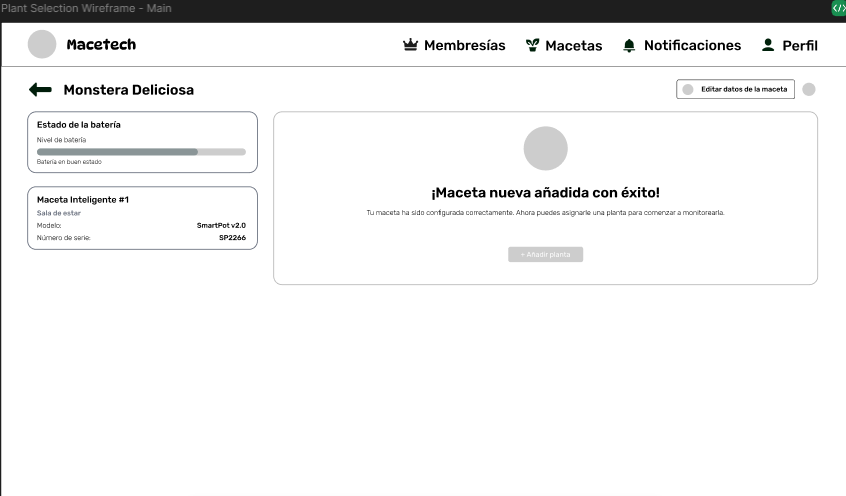 Plant Selection Wireframe - Main
</>
Macetech
Membresías
Macetas
Notificaciones
Perfil
Monstera Deliciosa
Editar datos de la maceta
Estado de la batería
Nivel de batería
Batería en buen estado
Maceta Inteligente #1
Sala de estar
Modelo: SmartPot v2.0
Número de serie: SP2266
¡Maceta nueva añadida con éxito!
Tu maceta ha sido configurada correctamente. Ahora puedes asignarle una planta para comenzar a monitorearla.
+ Añadir planta